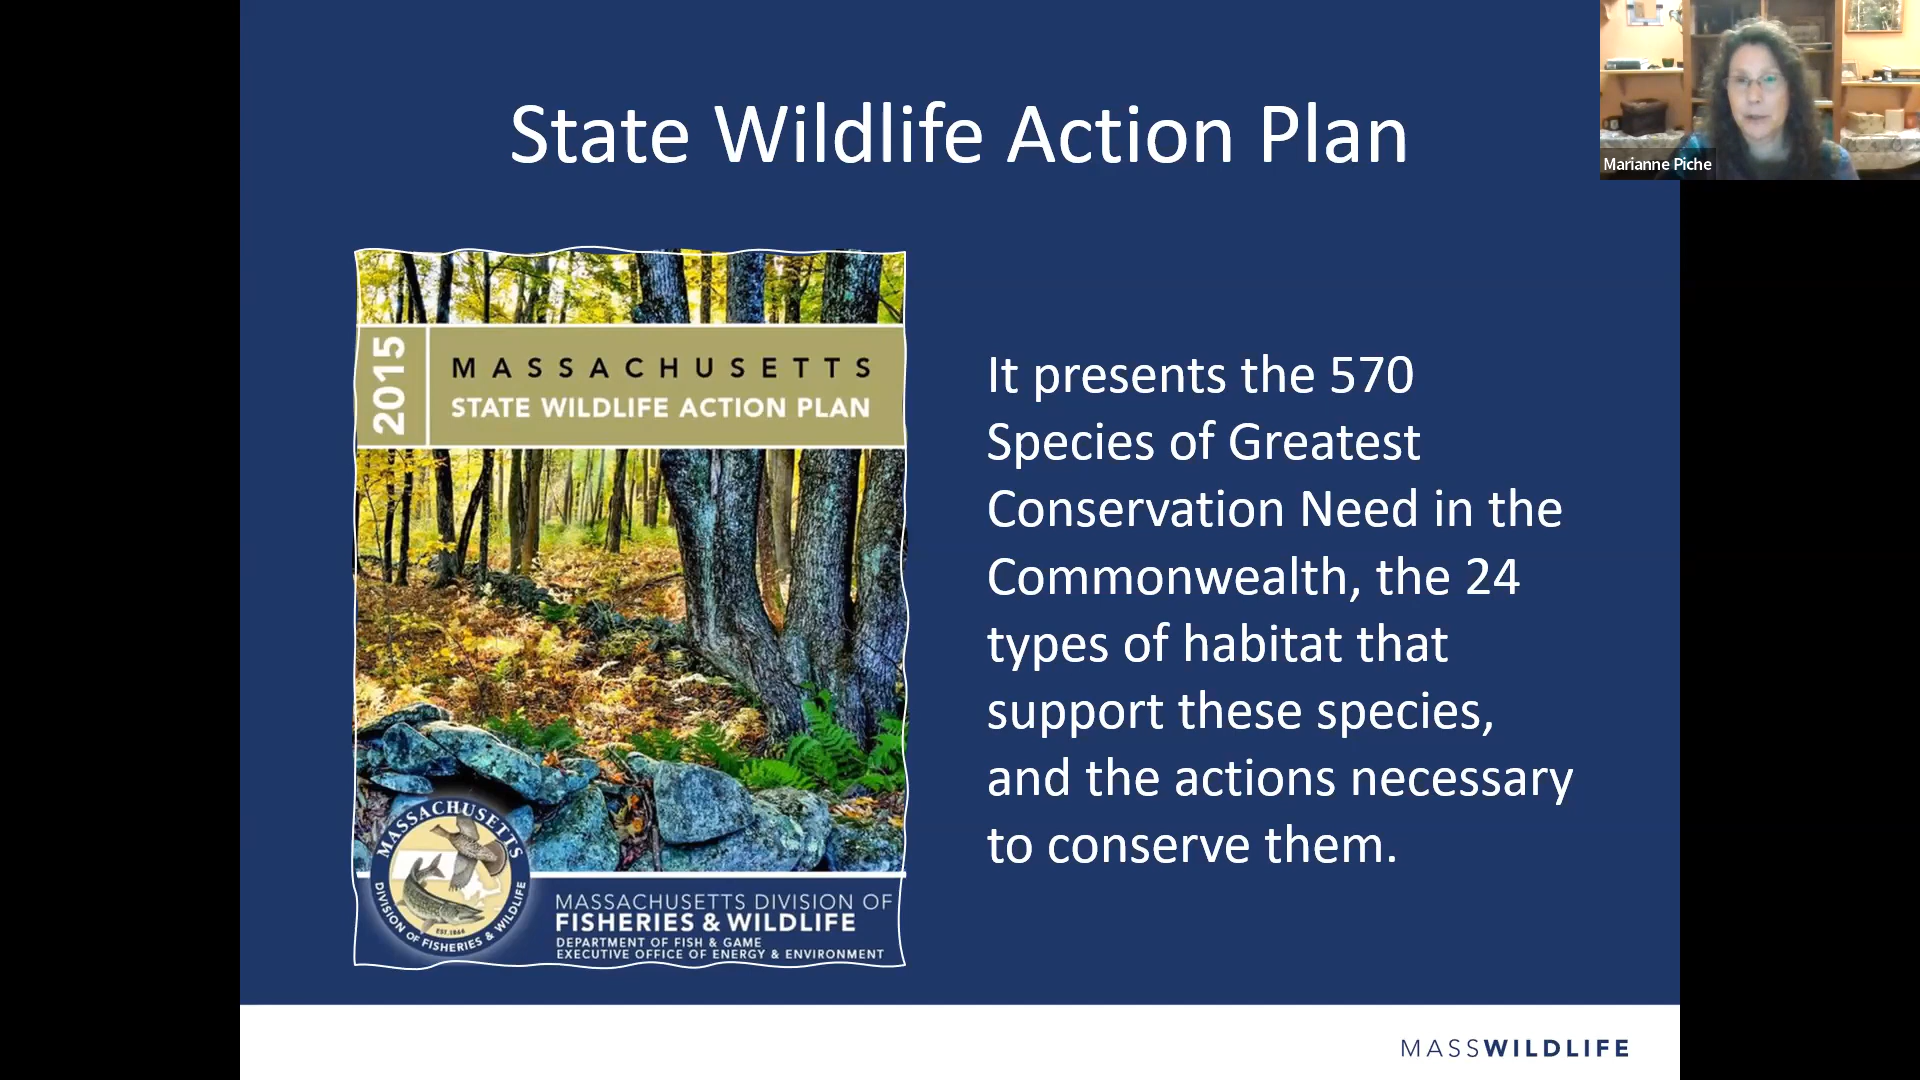 State Wildlife Action Plan
Marianne Piche
2015
MASSACHUSETTS
STATE WILDLIFE ACTION PLAN
It presents the 570
Species of Greatest
Conservation Need in the
Commonwealth, the 24
types of habitat that
support these species,
and the actions necessary
to conserve them.
MASSACHUSETTS
DIVISION OF FISHERIES & WILDLIFE
EST. 1866
MASSACHUSETTS DIVISION OF
FISHERIES & WILDLIFE
DEPARTMENT OF FISH & GAME
EXECUTIVE OFFICE OF ENERGY & ENVIRONMENT
MASSWILDLIFE